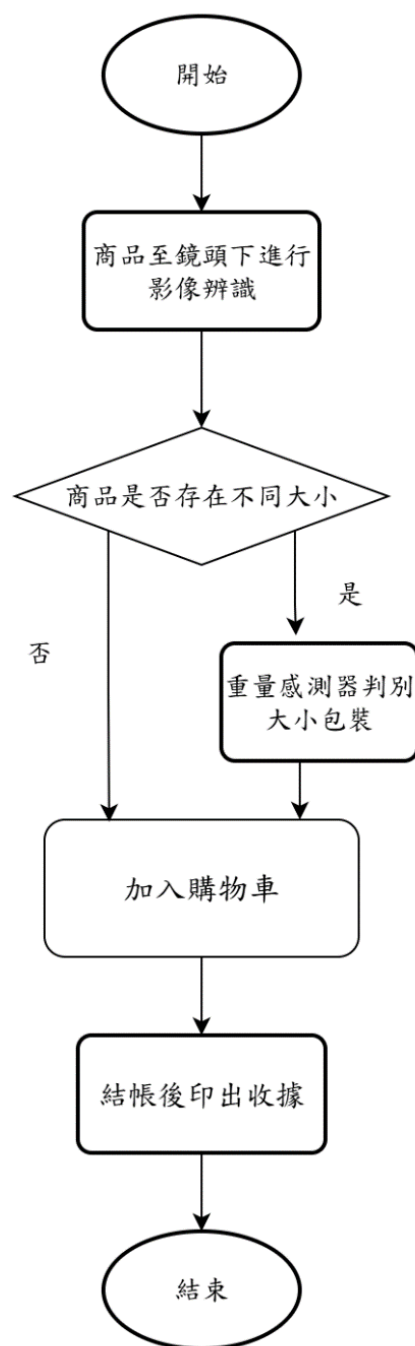 開始
商品至鏡頭下進行
影像辨識
商品是否存在不同大小
是
否
重量感測器判別
大小包裝
加入購物車
結帳後印出收據
結束